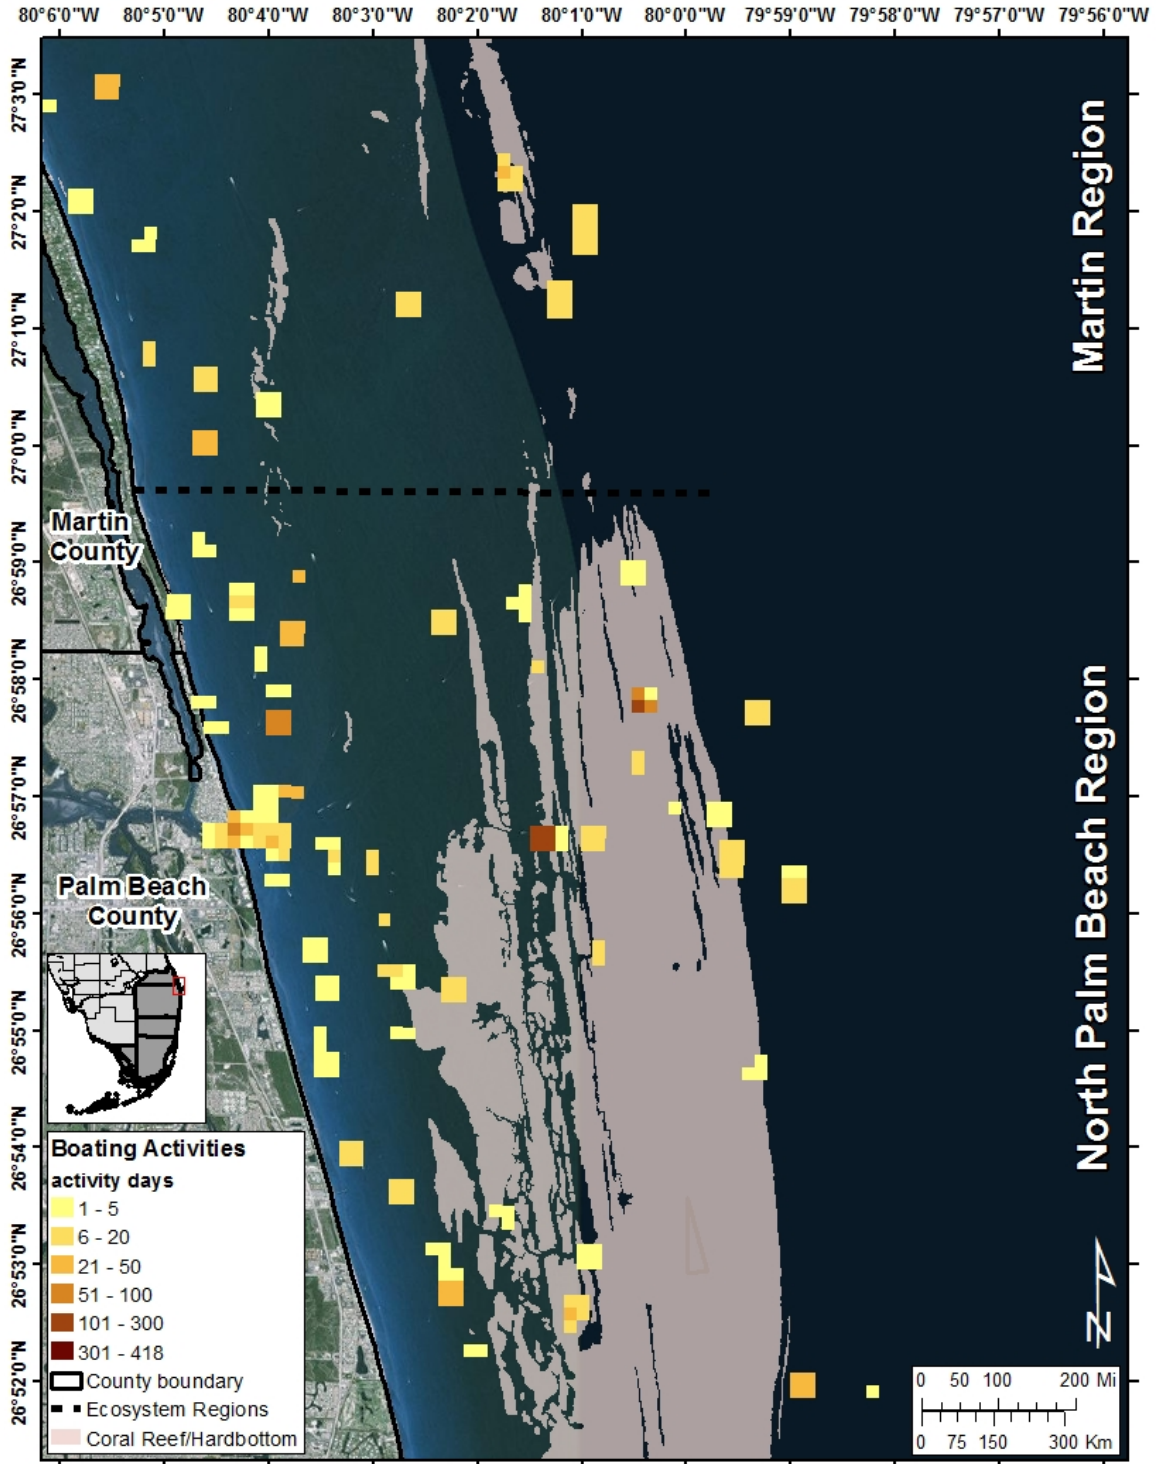 80°6'0"W 80°5'0"W 80°4'0"W 80°3'0"W 80°2'0"W 80°1'0"W 80°0'0"W 79°59'0"W 79°58'0"W 79°57'0"W 79°56'0"W
27°3'0"N
27°2'0"N
27°1'0"N
27°0'0"N
26°59'0"N
26°58'0"N
26°57'0"N
26°56'0"N
26°55'0"N
26°54'0"N
26°53'0"N
26°52'0"N
Martin Region
North Palm Beach Region
Martin
County
Palm Beach
County
Boating Activities
activity days
1 - 5
6 - 20
21 - 50
51 - 100
101 - 300
301 - 418
County boundary
Ecosystem Regions
Coral Reef/Hardbottom
N
0 50 100 200 Mi
0 75 150 300 Km